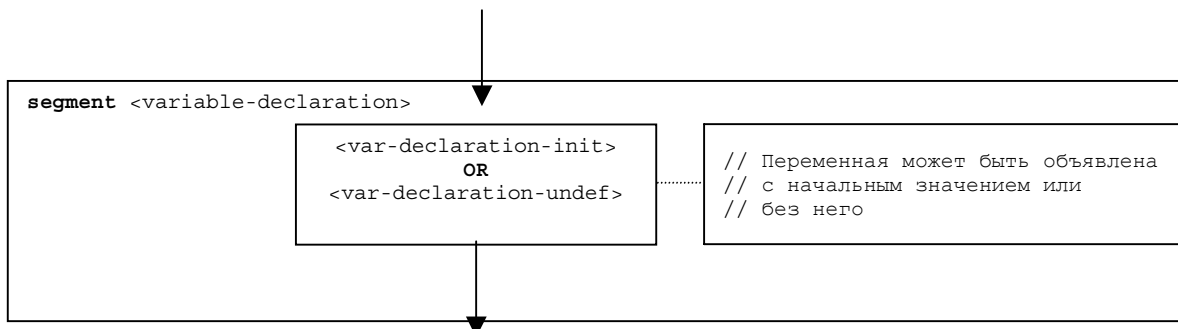 segment <variable-declaration>
<var-declaration-init>
OR
<var-declaration-undef>
// Переменная может быть объявлена
// с начальным значением или
// без него